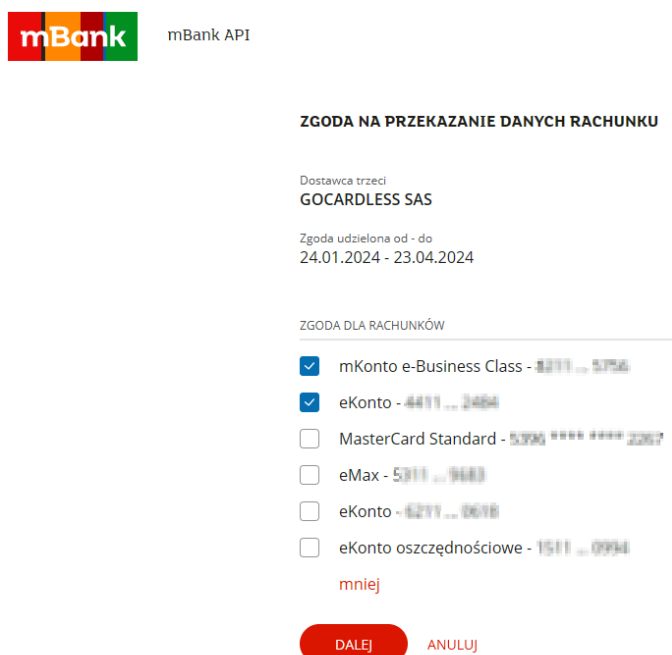 mBank mBank API
ZGODA NA PRZEKAZANIE DANYCH RACHUNKU
Dostawca trzeci
GOCARDLESS SAS
Zgoda udzielona od - do
24.01.2024 - 23.04.2024
ZGODA DLA RACHUNKÓW
mKonto e-Business Class -
eKonto -
MasterCard Standard -
eMax -
eKonto -
eKonto oszczędnościowe -
mniej
DALEJ ANULUJ